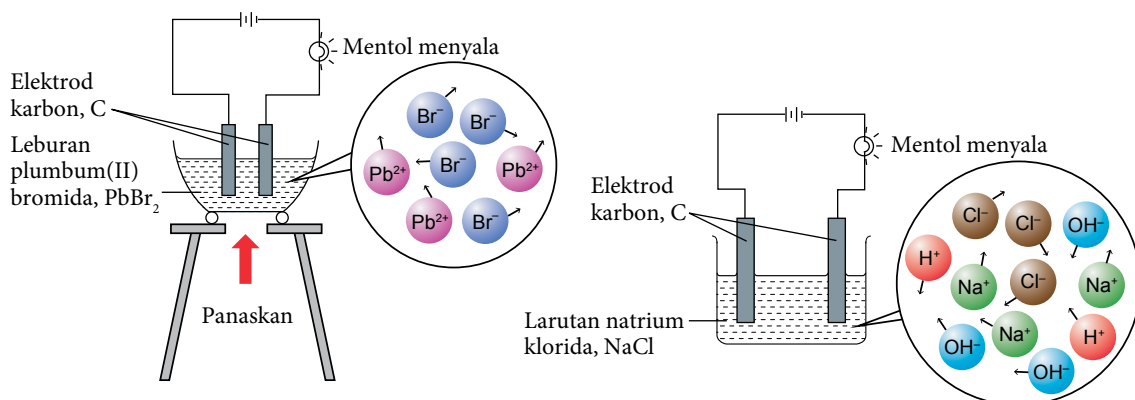 Mentol menyala
Elektrod
karbon, C
Leburan
plumbum(II)
bromida, PbBr₂
Br⁻
Br⁻
Pb²⁺
Br⁻
Pb²⁺
Pb²⁺
Br⁻
Panaskan
Mentol menyala
Elektrod
karbon, C
Larutan natrium
klorida, NaCl
Cl⁻
Cl⁻
OH⁻
H⁺
Na⁺
Cl⁻
Na⁺
OH⁻
Na⁺
H⁺
OH⁻